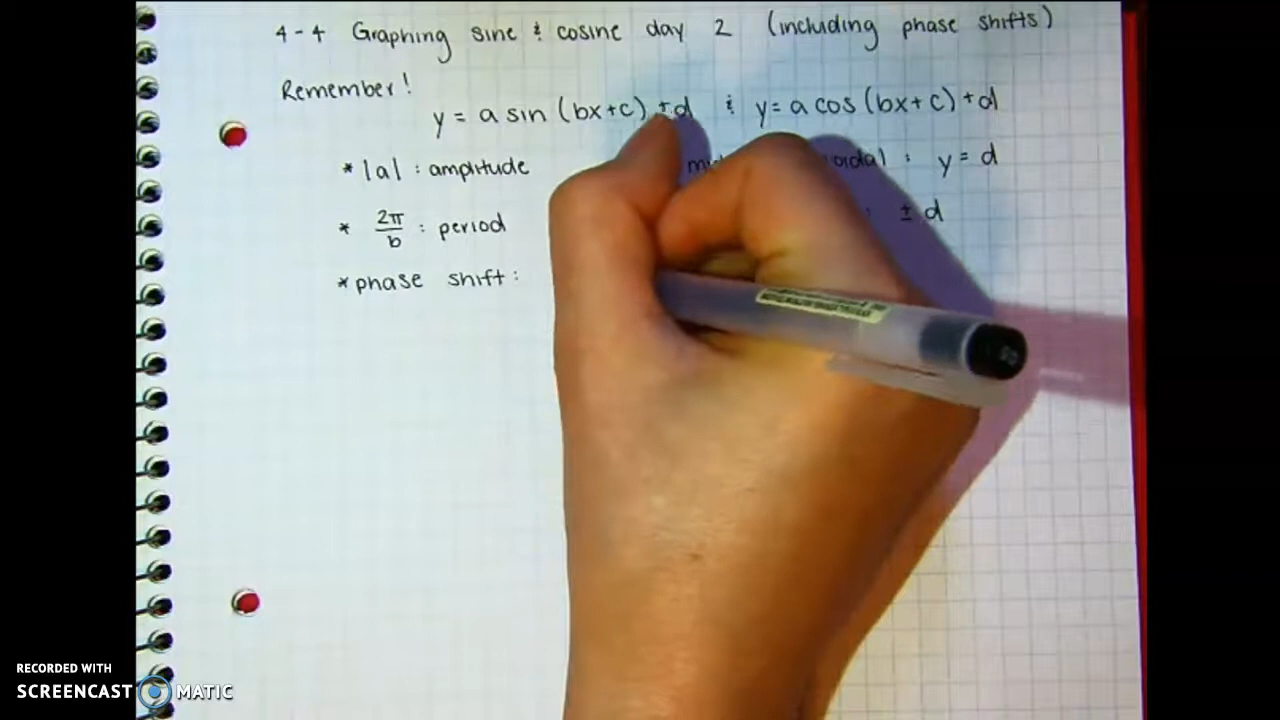 4-4 Graphing sine & cosine day 2 (including phase shifts)
Remember!
y = a sin (bx+c) +d & y= a cos (bx+c) +d
* |a| : amplitude : y = d
* 2π/b : period : ± d
* phase shift:
RECORDED WITH
SCREENCAST MATIC